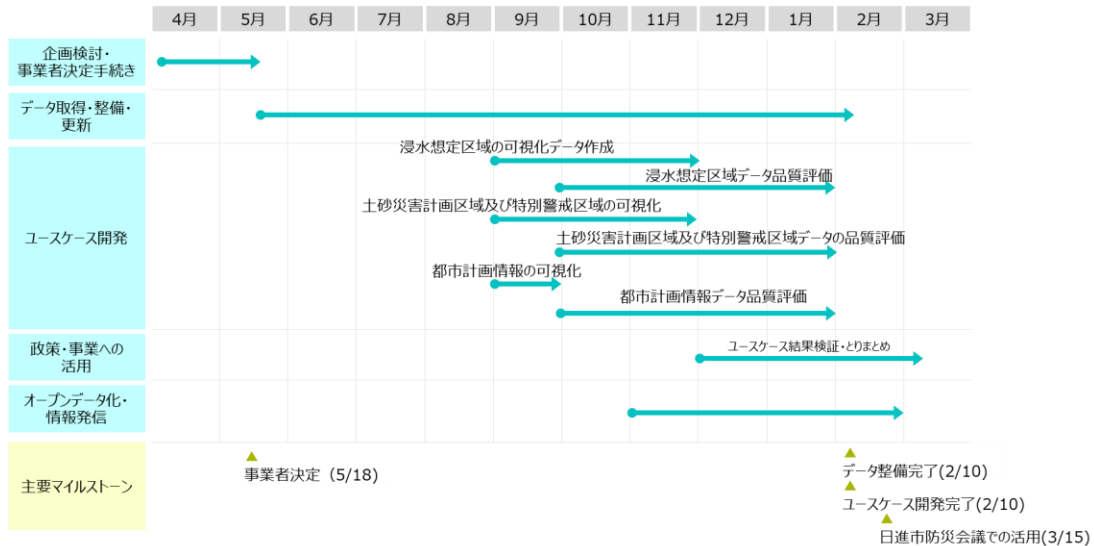 4月 5月 6月 7月 8月 9月 10月 11月 12月 1月 2月 3月
企画検討・
事業者決定手続き
データ取得・整備・
更新
ユースケース開発
浸水想定区域の可視化データ作成
浸水想定区域データ品質評価
土砂災害計画区域及び特別警戒区域の可視化
土砂災害計画区域及び特別警戒区域データの品質評価
都市計画情報の可視化
都市計画情報データ品質評価
政策・事業への
活用
ユースケース結果検証・とりまとめ
オープンデータ化・
情報発信
主要マイルストーン
事業者決定（5/18)
データ整備完了(2/10)
ユースケース開発完了(2/10)
日進市防災会議での活用(3/15)